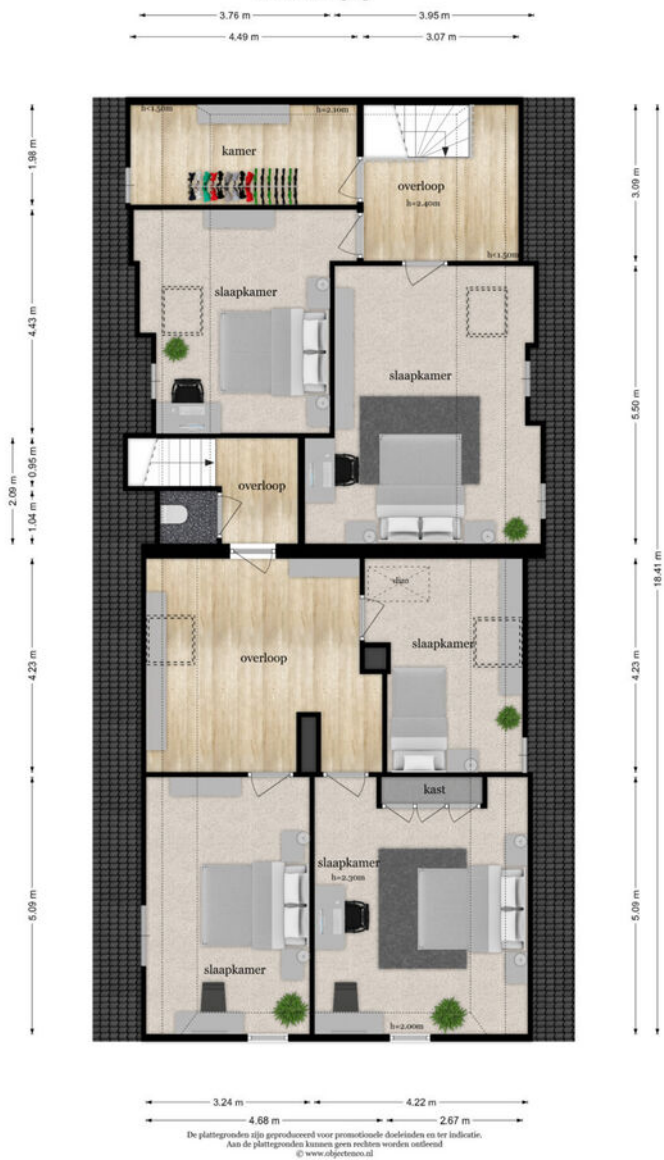 3.76 m
3.95 m
4.49 m
3.07 m
h<1.50m
h=2.10m
1.98 m
kamer
overloop
h=2.40m
3.09 m
h<1.50m
slaapkamer
4.43 m
slaapkamer
5.50 m
0.95 m
2.09 m
overloop
1.04 m
18.41 m
vlizo
slaapkamer
overloop
4.23 m
4.23 m
kast
slaapkamer
h=2.30m
5.09 m
5.09 m
slaapkamer
h=2.00m
3.24 m
4.22 m
4.68 m
2.67 m
De plattegronden zijn geproduceerd voor promotionele doeleinden en ter indicatie.
Aan de plattegronden kunnen geen rechten worden ontleend
© www.objectenco.nl